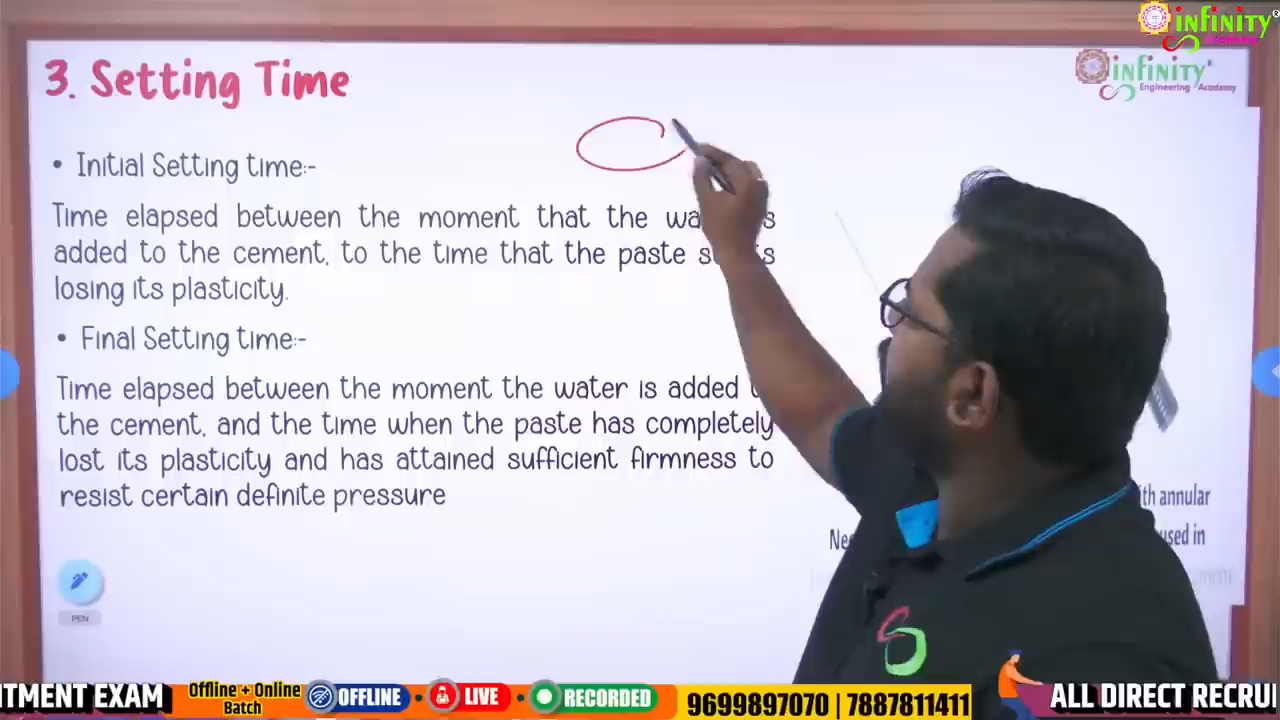 infinity
3. Setting Time
infinity
Engineering Academy
• Initial Setting time:-
Time elapsed between the moment that the
added to the cement, to the time that the paste
losing its plasticity.
• Final Setting time:-
Time elapsed between the moment the water is added
the cement, and the time when the paste has completely
lost its plasticity and has attained sufficient firmness to
resist certain definite pressure
annular
used in
PEN
ITMENT EXAM
Offline + Online
Batch
OFFLINE
LIVE
RECORDED
9699897070 | 7887811411
ALL DIRECT RECRU